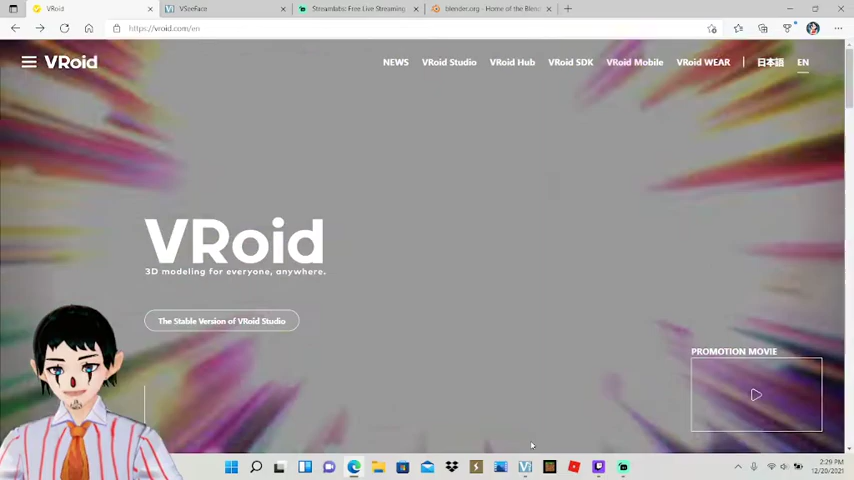 VRoid
VSeeFace
Streamlabs: Free Live Streaming
blender.org - Home of the Blen
https://vroid.com/en
VRoid
NEWS
VRoid Studio
VRoid Hub
VRoid SDK
VRoid Mobile
VRoid WEAR
日本語
EN
VRoid
3D modeling for everyone, anywhere.
The Stable Version of VRoid Studio
PROMOTION MOVIE
2:29 PM
12/20/2021